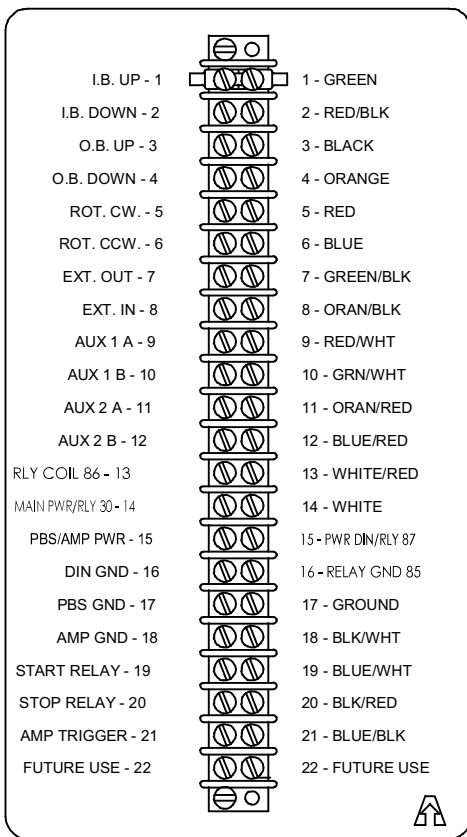 I.B. UP - 1 1 - GREEN
I.B. DOWN - 2 2 - RED/BLK
O.B. UP - 3 3 - BLACK
O.B. DOWN - 4 4 - ORANGE
ROT. CW. - 5 5 - RED
ROT. CCW. - 6 6 - BLUE
EXT. OUT - 7 7 - GREEN/BLK
EXT. IN - 8 8 - ORAN/BLK
AUX 1 A - 9 9 - RED/WHT
AUX 1 B - 10 10 - GRN/WHT
AUX 2 A - 11 11 - ORAN/RED
AUX 2 B - 12 12 - BLUE/RED
RLY COIL 86 - 13 13 - WHITE/RED
MAIN PWR/RLY 30 - 14 14 - WHITE
PBS/AMP PWR - 15 15 - PWR DIN/RLY 87
DIN GND - 16 16 - RELAY GND 85
PBS GND - 17 17 - GROUND
AMP GND - 18 18 - BLK/WHT
START RELAY - 19 19 - BLUE/WHT
STOP RELAY - 20 20 - BLK/RED
AMP TRIGGER - 21 21 - BLUE/BLK
FUTURE USE - 22 22 - FUTURE USE